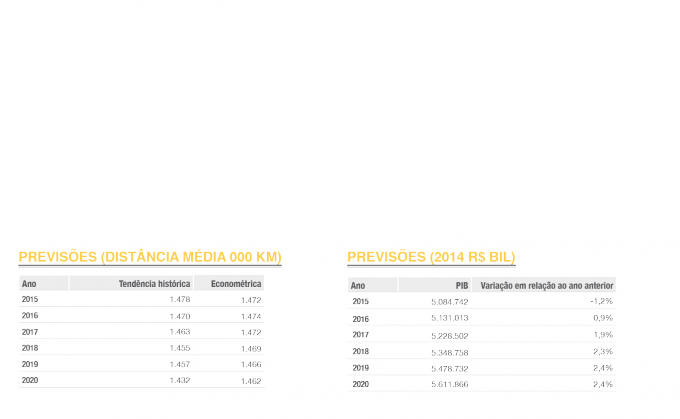 PREVISÕES (DISTÂNCIA MÉDIA 000 KM)
Ano Tendência histórica Econométrica
2015 1.478 1.472
2016 1.470 1.474
2017 1.463 1.472
2018 1.455 1.469
2019 1.457 1.466
2020 1.432 1.462
PREVISÕES (2014 R$ BIL)
Ano PIB Variação em relação ao ano anterior
2015 5.084.742 -1,2%
2016 5.131.013 0,9%
2017 5.228.502 1,9%
2018 5.348.758 2,3%
2019 5.478.732 2,4%
2020 5.611.866 2,4%